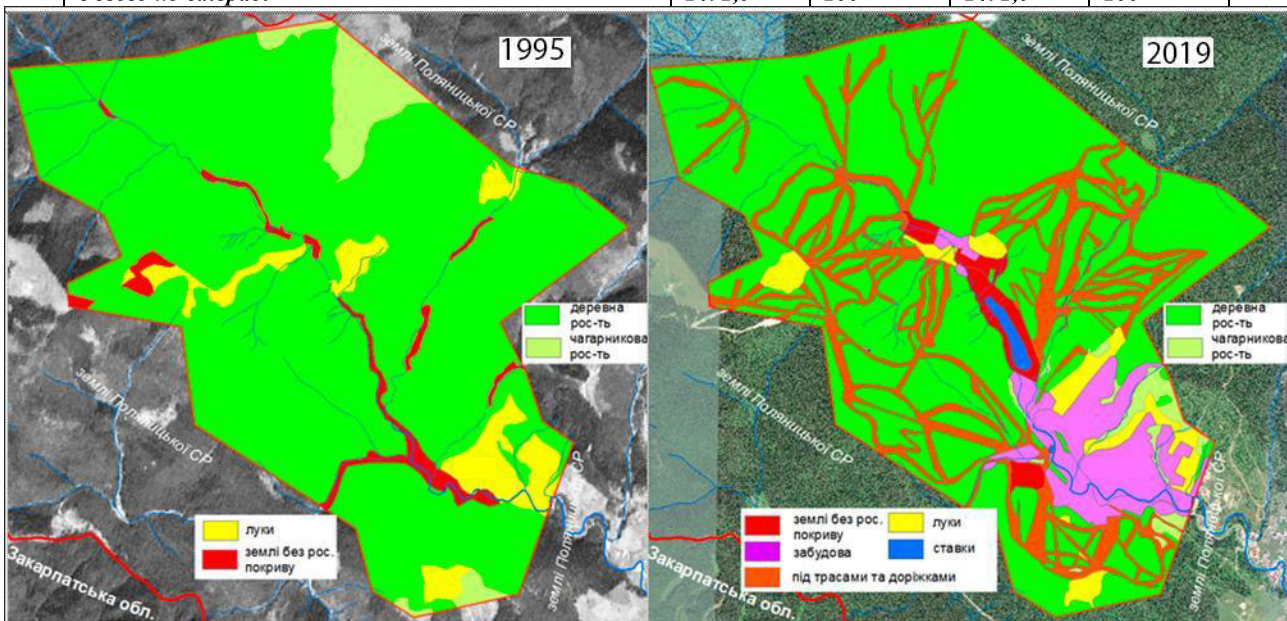 1995
землі Поляницької СР
деревна
рос-ть
чагарникова
рос-ть
землі Поляницької СР
луки
землі без рос.
покриву
Закарпатська обл.
землі Поляницької СР
2019
землі Поляницької СР
деревна
рос-ть
чагарникова
рос-ть
землі Поляницької СР
землі без рос.
покриву
луки
забудова
ставки
під трасами та доріжками
Закарпатська обл.
землі Поляницької СР